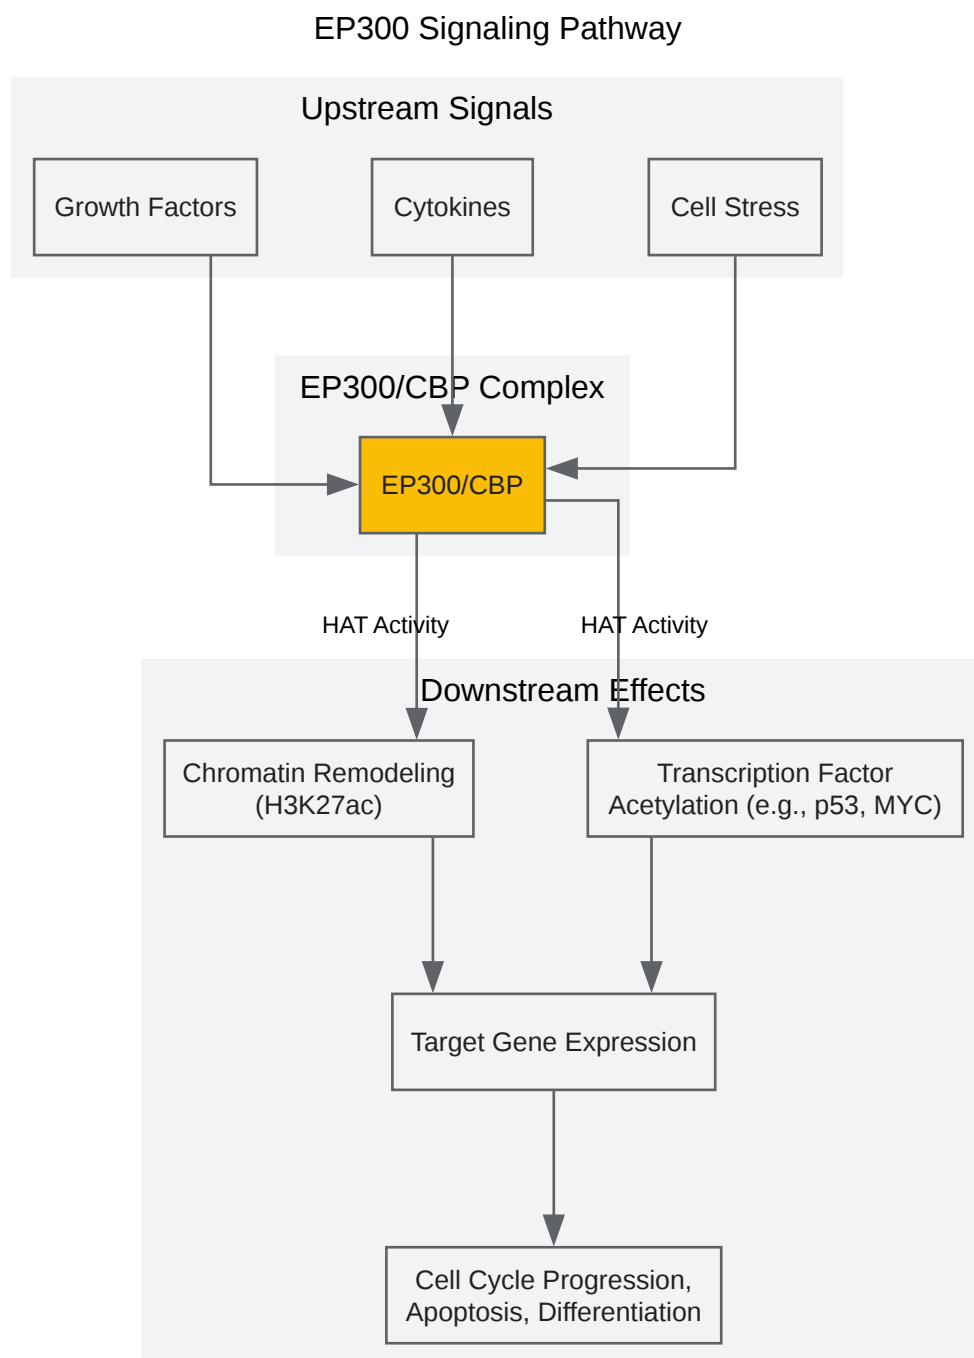 EP300 Signaling Pathway
Upstream Signals
Growth Factors
Cytokines
Cell Stress
EP300/CBP Complex
EP300/CBP
HAT Activity
HAT Activity
Downstream Effects
Chromatin Remodeling
(H3K27ac)
Transcription Factor
Acetylation (e.g., p53, MYC)
Target Gene Expression
Cell Cycle Progression,
Apoptosis, Differentiation